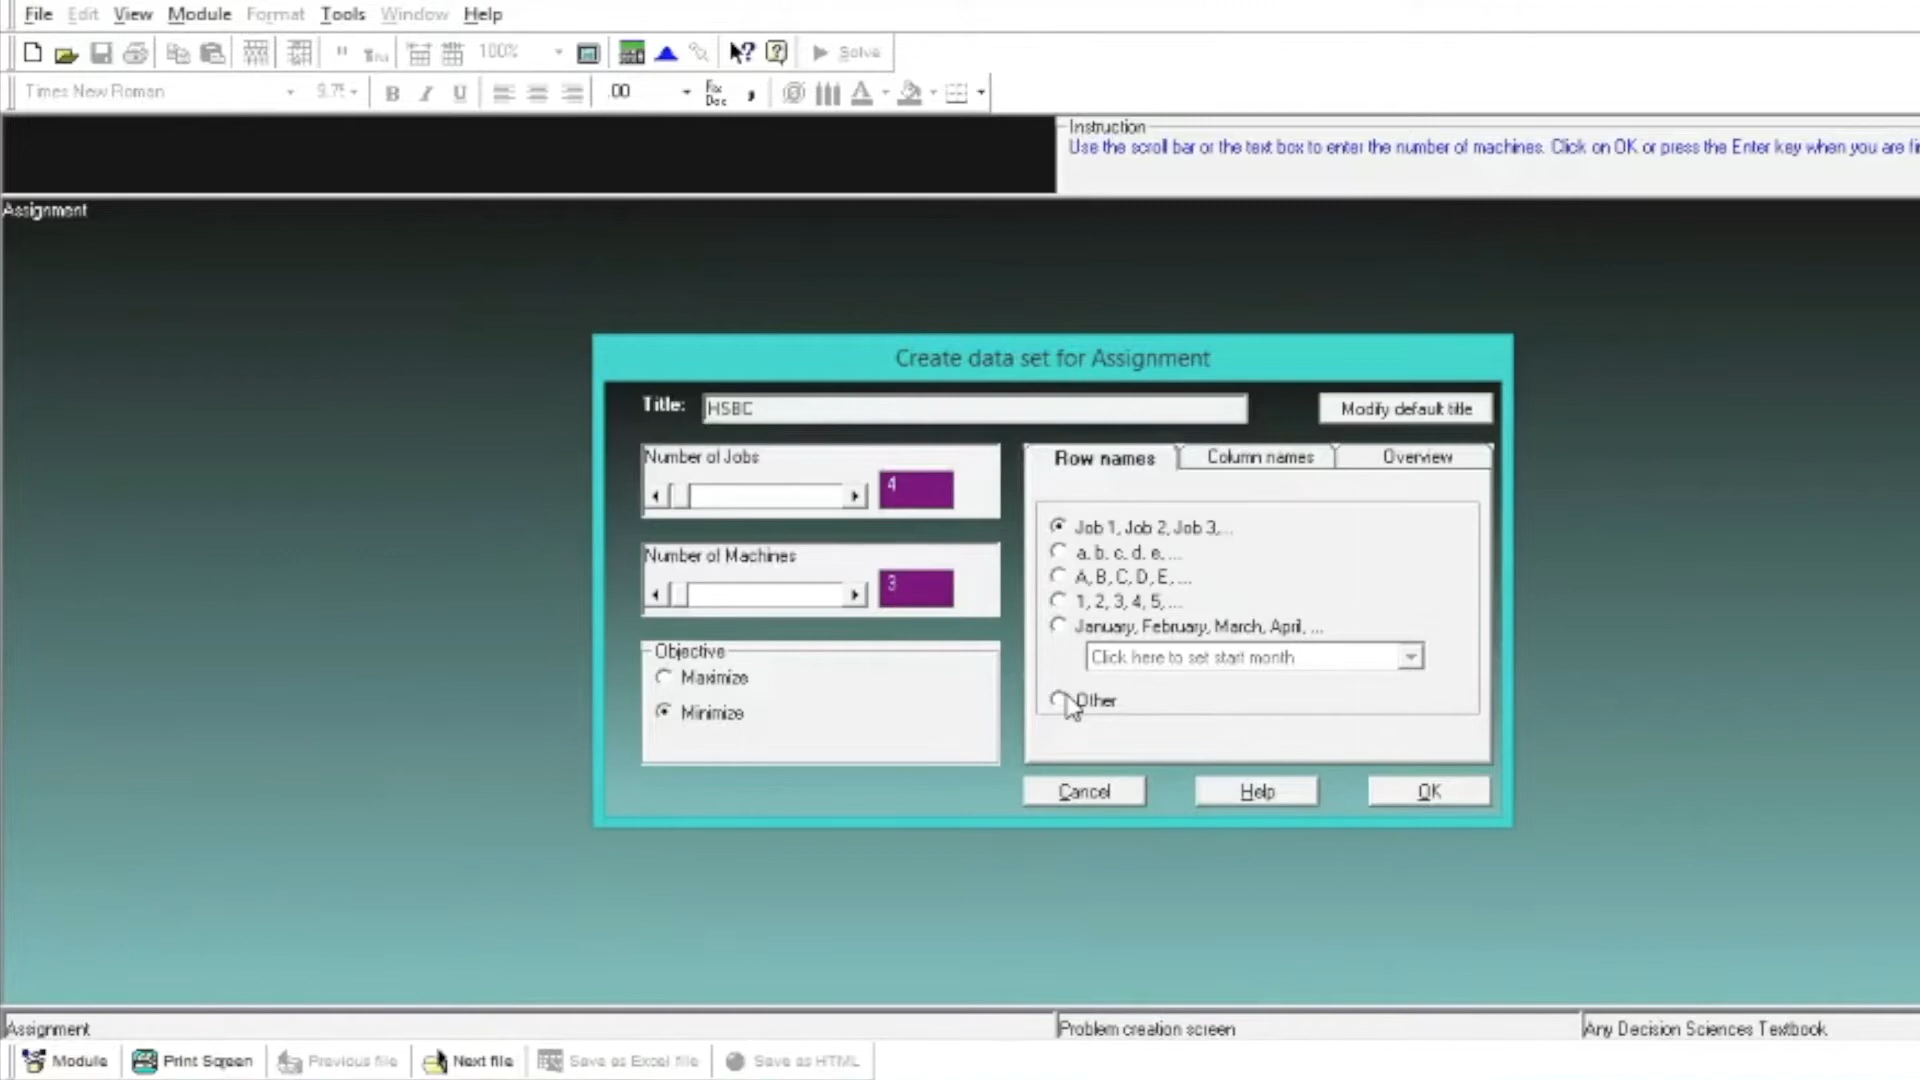 File Edit View Module Format Tools Window Help
100% Solve
Times New Roman 9.75 B I U .00 Fix Dec ,
Instruction
Use the scroll bar or the text box to enter the number of machines. Click on OK or press the Enter key when you are fi
Assignment
Create data set for Assignment
Title: HSBC Modify default title
Number of Jobs
4
Number of Machines
3
Objective
Maximize
Minimize
Row names Column names Overview
Job 1, Job 2, Job 3,...
a, b, c, d, e, ...
A, B, C, D, E, ...
1, 2, 3, 4, 5, ...
January, February, March, April, ...
Click here to set start month
Other
Cancel Help OK
Assignment Problem creation screen Any Decision Sciences Textbook
Module Print Screen Previous file Next file Save as Excel file Save as HTML